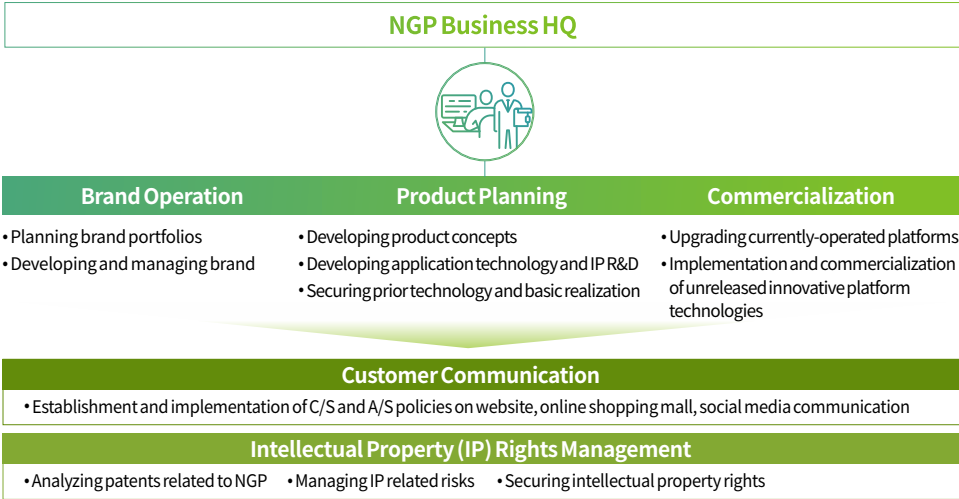 NGP Business HQ
Brand Operation
• Planning brand portfolios
• Developing and managing brand
Product Planning
• Developing product concepts
• Developing application technology and IP R&D
• Securing prior technology and basic realization
Commercialization
• Upgrading currently-operated platforms
• Implementation and commercialization
of unreleased innovative platform
technologies
Customer Communication
• Establishment and implementation of C/S and A/S policies on website, online shopping mall, social media communication
Intellectual Property (IP) Rights Management
• Analyzing patents related to NGP • Managing IP related risks • Securing intellectual property rights